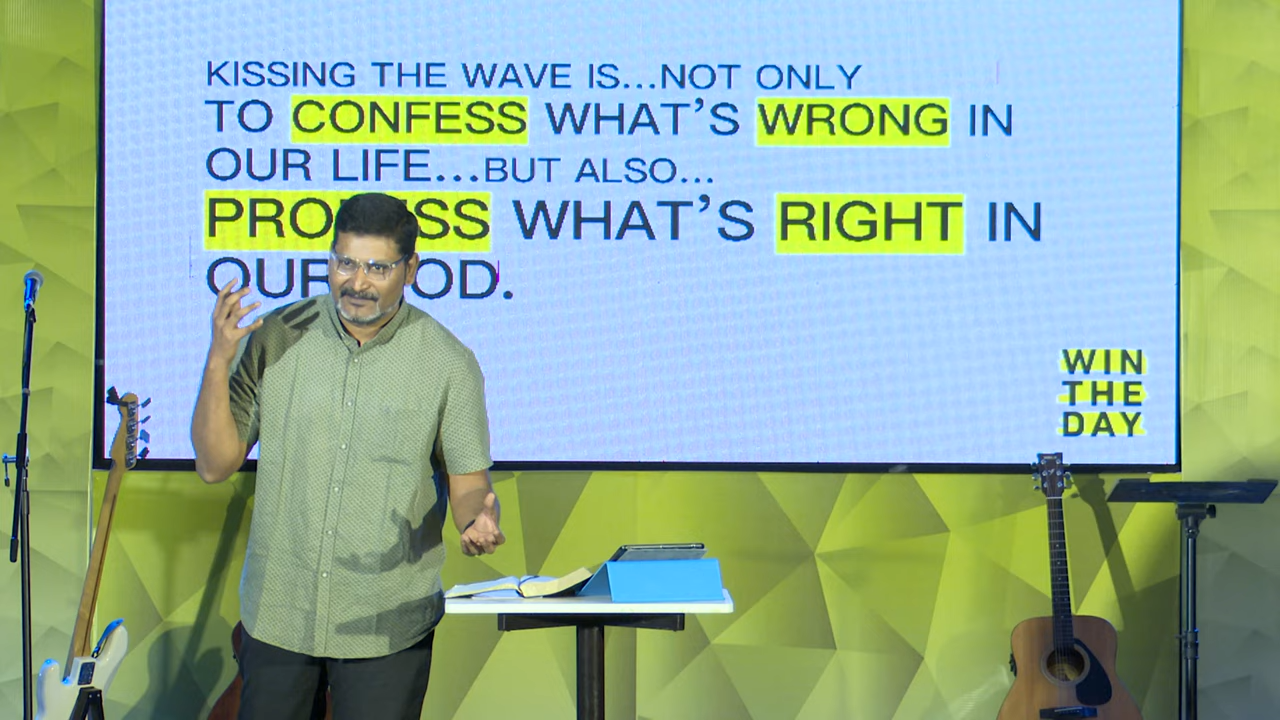 KISSING THE WAVE IS...NOT ONLY
TO CONFESS WHAT'S WRONG IN
OUR LIFE...BUT ALSO...
WHAT'S RIGHT IN
OUR
WIN
THE
DAY